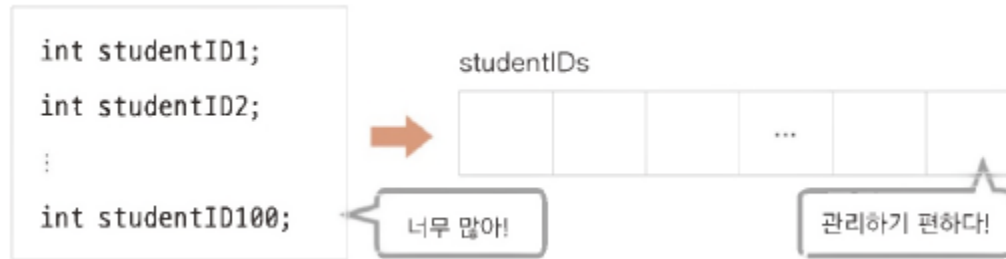 int studentID1;
int studentID2;
⋮
int studentID100;
너무 많아!
studentIDs
...
관리하기 편하다!